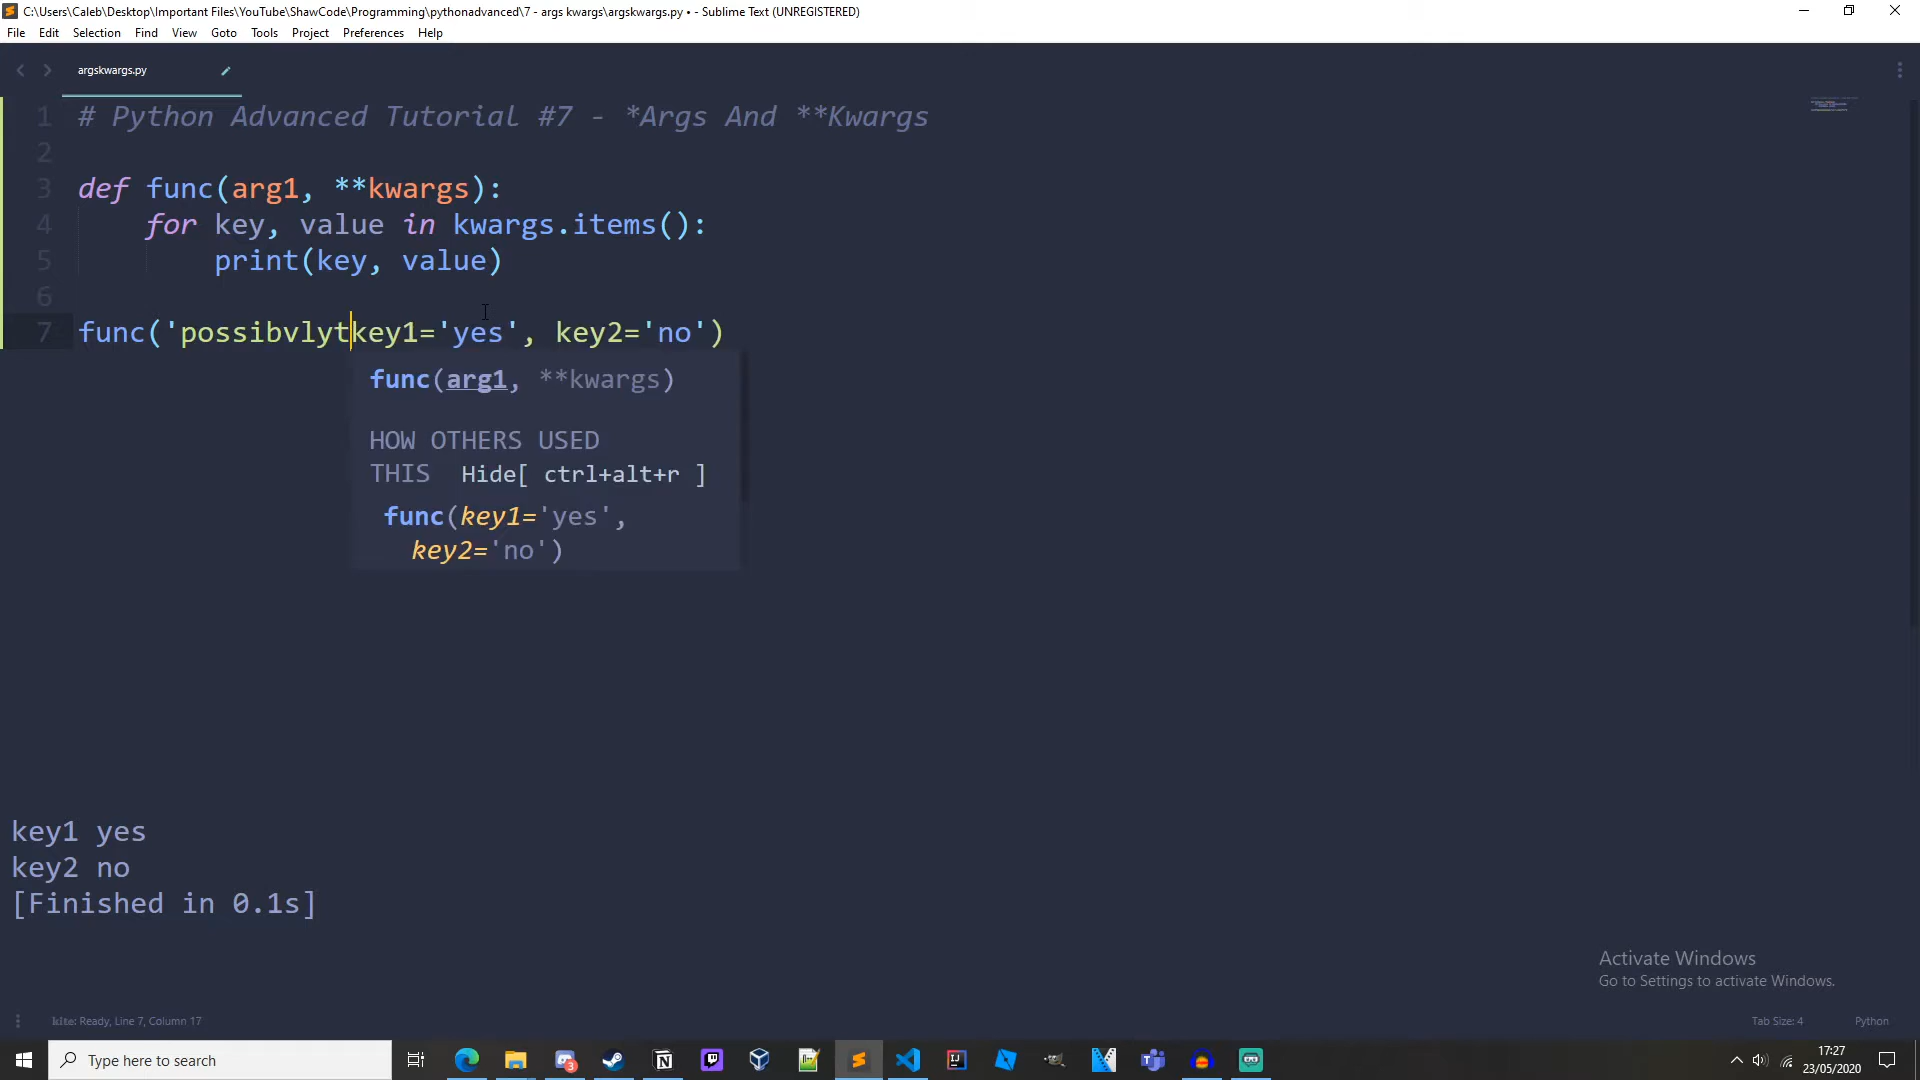 C:\Users\Caleb\Desktop\Important Files\YouTube\ShawCode\Programming\pythonadvanced\7 - args kwargs\argskwargs.py • - Sublime Text (UNREGISTERED)
File Edit Selection Find View Goto Tools Project Preferences Help
argskwargs.py
1 # Python Advanced Tutorial #7 - *Args And **Kwargs
2
3 def func(arg1, **kwargs):
4 for key, value in kwargs.items():
5 print(key, value)
6
7 func('possibvlytkey1='yes', key2='no')
func(arg1, **kwargs)
HOW OTHERS USED
THIS Hide[ ctrl+alt+r ]
func(key1='yes',
key2='no')
key1 yes
key2 no
[Finished in 0.1s]
Activate Windows
Go to Settings to activate Windows.
kite: Ready, Line 7, Column 17 Tab Size: 4 Python
Type here to search
3
17:27
23/05/2020